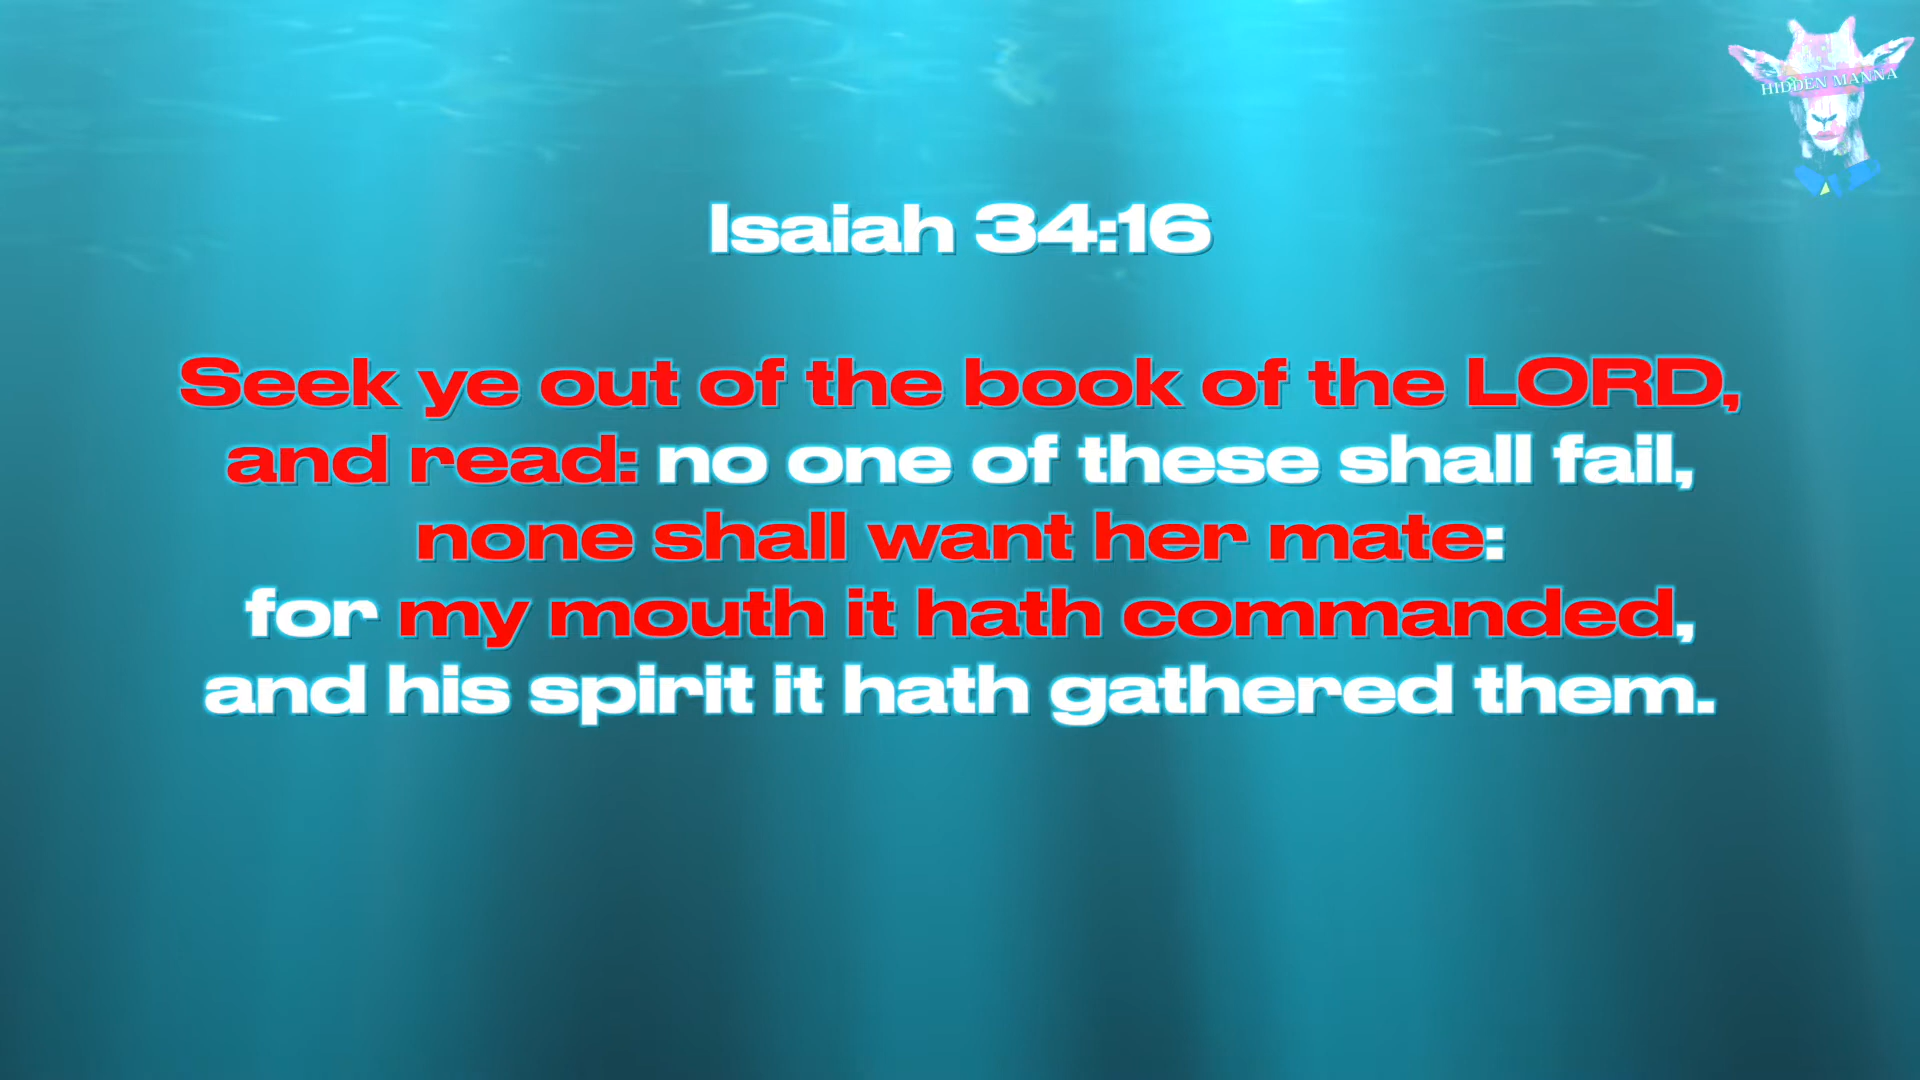 HIDDEN MANNA
Isaiah 34:16
Seek ye out of the book of the LORD,
and read: no one of these shall fail,
none shall want her mate:
for my mouth it hath commanded,
and his spirit it hath gathered them.